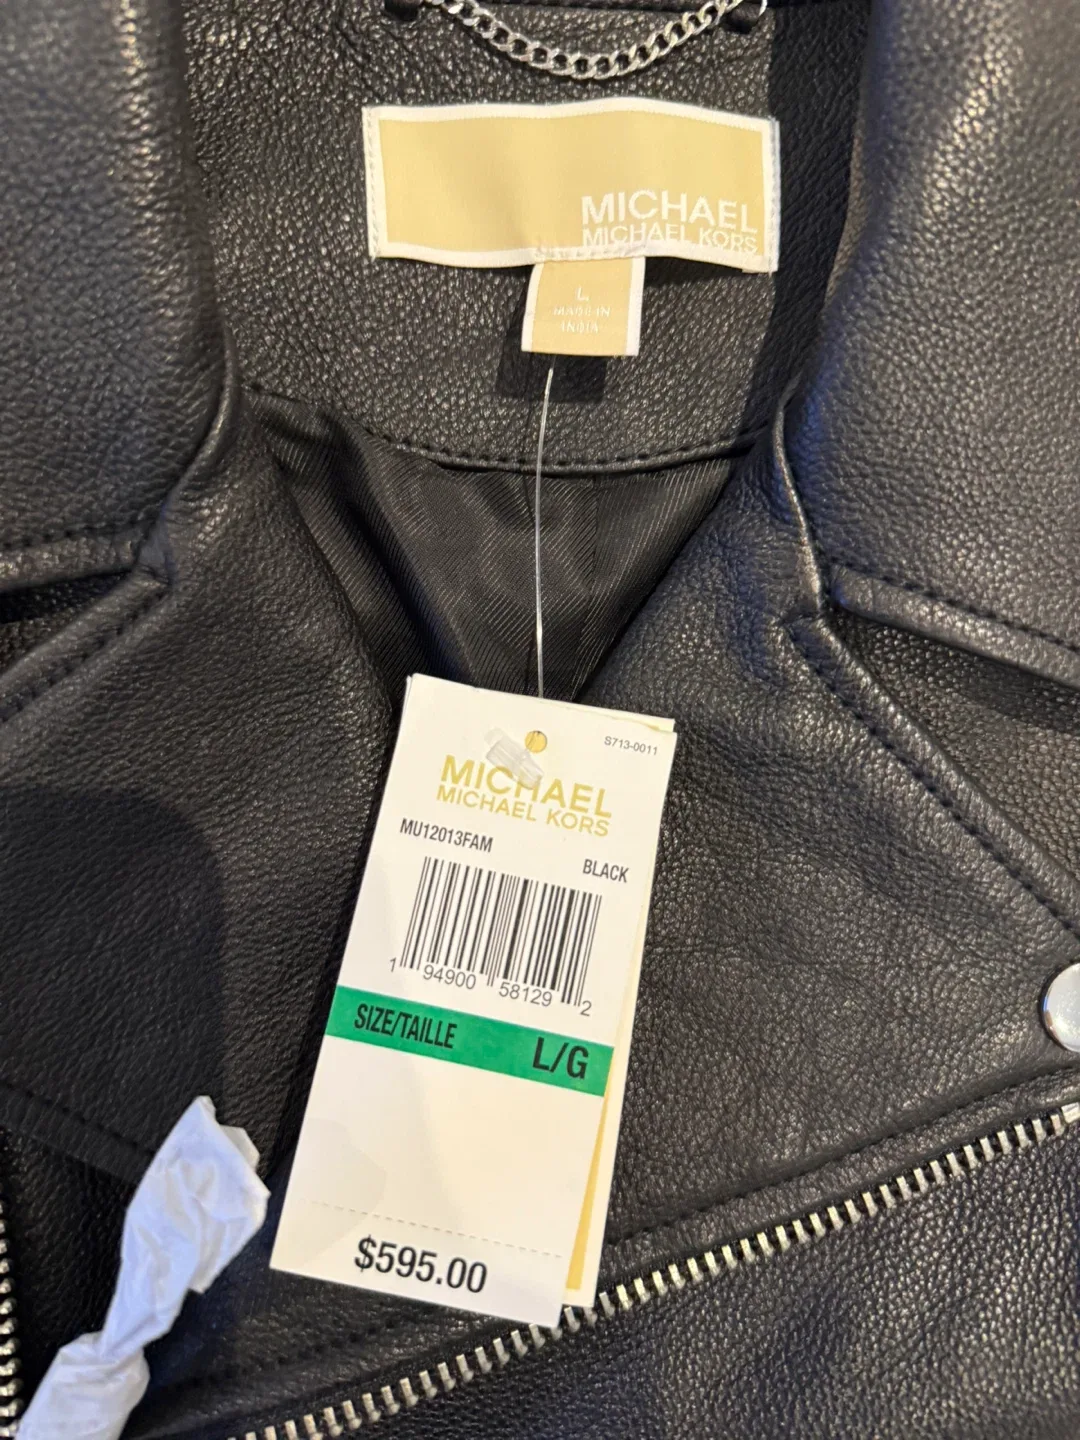 MICHAEL
MICHAEL KORS
L
MADE IN
INDIA
S713-0011
MICHAEL
MICHAEL KORS
MU12013FAM
BLACK
1 94900 58129 2
SIZE/TAILLE L/G
$595.00